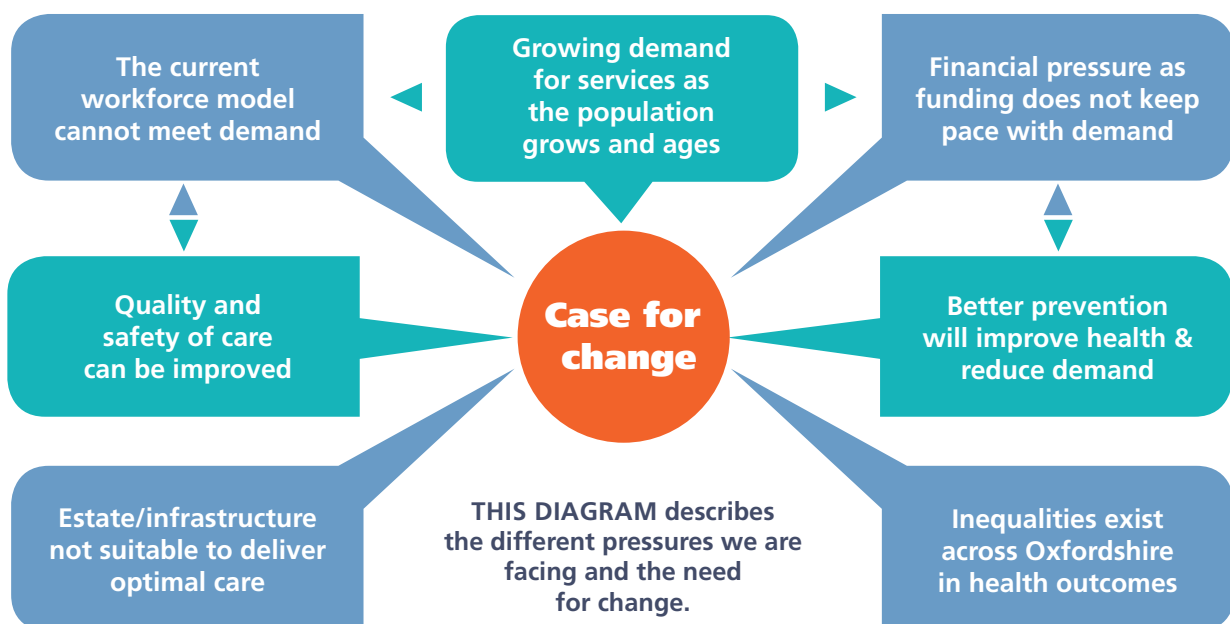 The current
workforce model
cannot meet demand
Growing demand
for services as
the population
grows and ages
Financial pressure as
funding does not keep
pace with demand
Quality and
safety of care
can be improved
Case for
change
Better prevention
will improve health &
reduce demand
Estate/infrastructure
not suitable to deliver
optimal care
THIS DIAGRAM describes
the different pressures we are
facing and the need
for change.
Inequalities exist
across Oxfordshire
in health outcomes